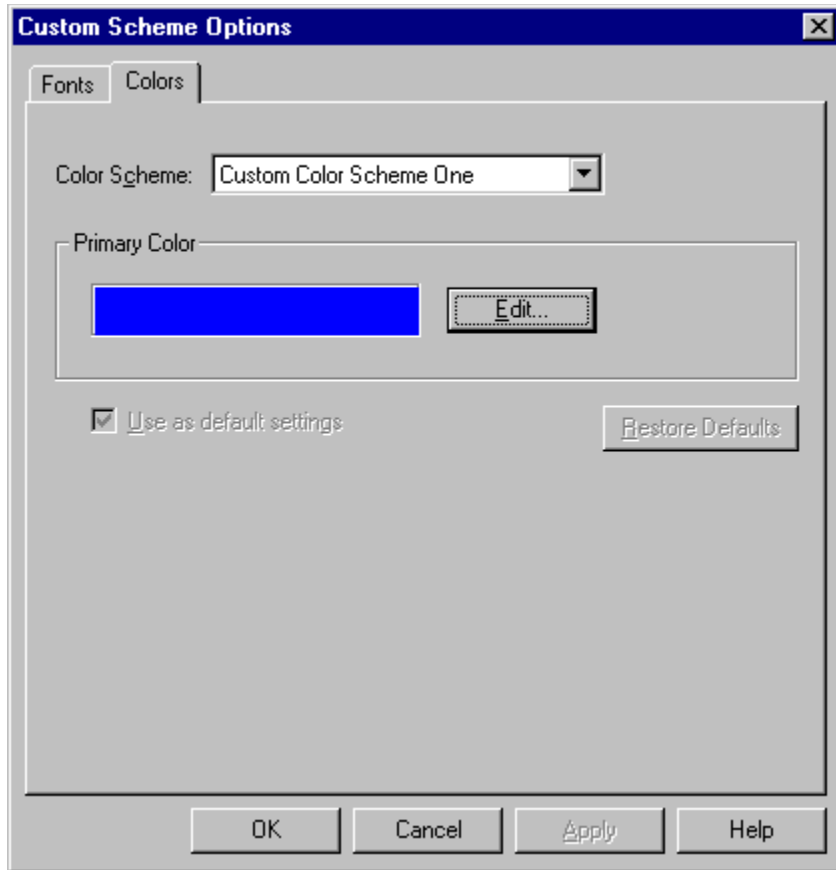 Custom Scheme Options
Fonts Colors
Color Scheme: Custom Color Scheme One
Primary Color
Edit...
Use as default settings Restore Defaults
OK Cancel Apply Help